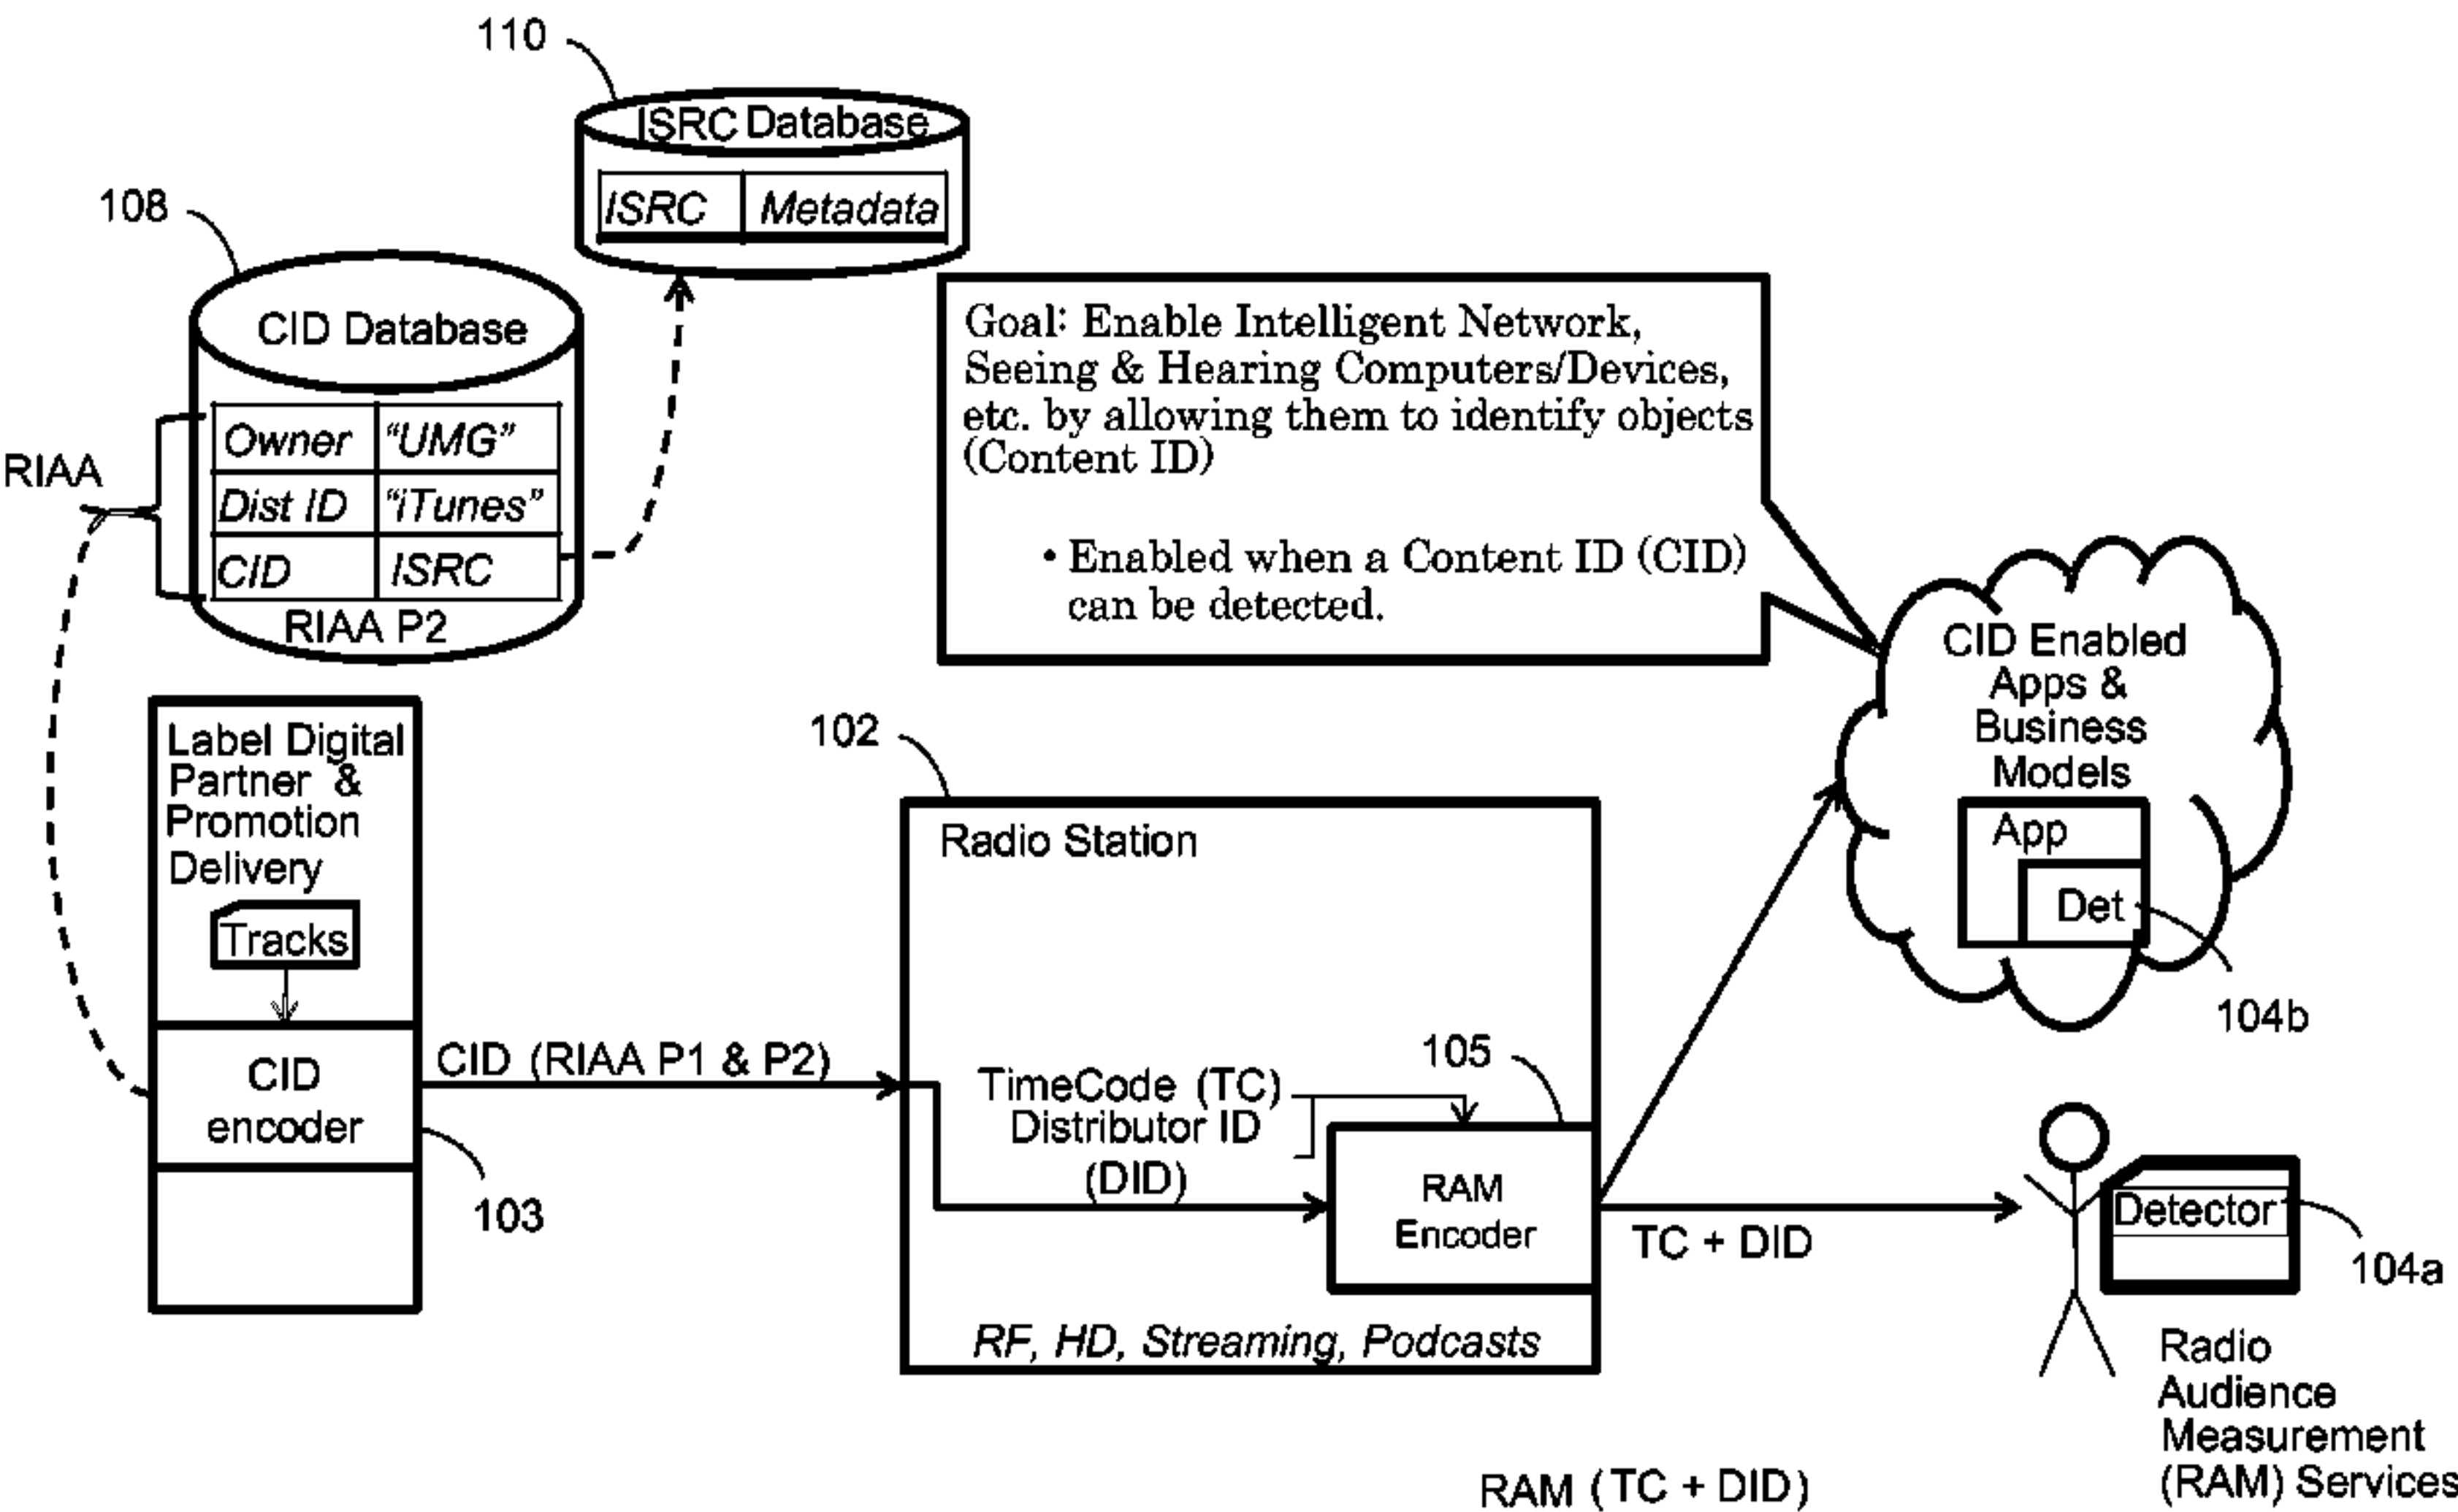 110
ISRC Database
ISRC Metadata
108
CID Database
RIAA
Owner "UMG"
Dist ID "iTunes"
CID ISRC
RIAA P2
Goal: Enable Intelligent Network,
Seeing & Hearing Computers/Devices,
etc. by allowing them to identify objects
(Content ID)
• Enabled when a Content ID (CID)
can be detected.
Label Digital
Partner &
Promotion
Delivery
Tracks
CID
encoder
103
CID (RIAA P1 & P2)
102
Radio Station
TimeCode (TC)
Distributor ID
(DID)
105
RAM
Encoder
RF, HD, Streaming, Podcasts
TC + DID
CID Enabled
Apps &
Business
Models
App
Det
104b
Detector
104a
Radio
Audience
Measurement
(RAM) Services
RAM (TC + DID)